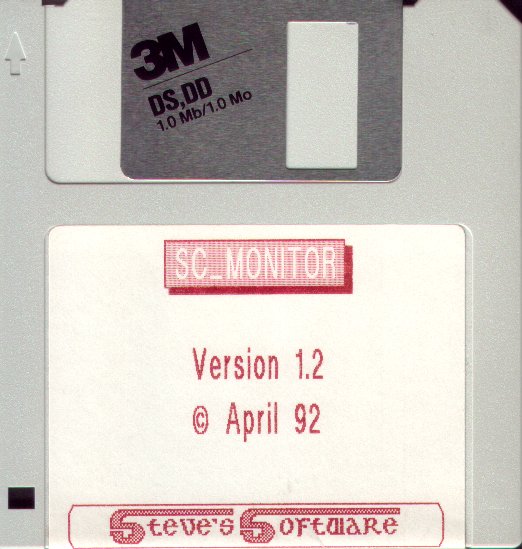 3M
DS,DD
1.0 Mb/1.0 Mo
SC_MONITOR
Version 1.2
© April 92
Steve's Software